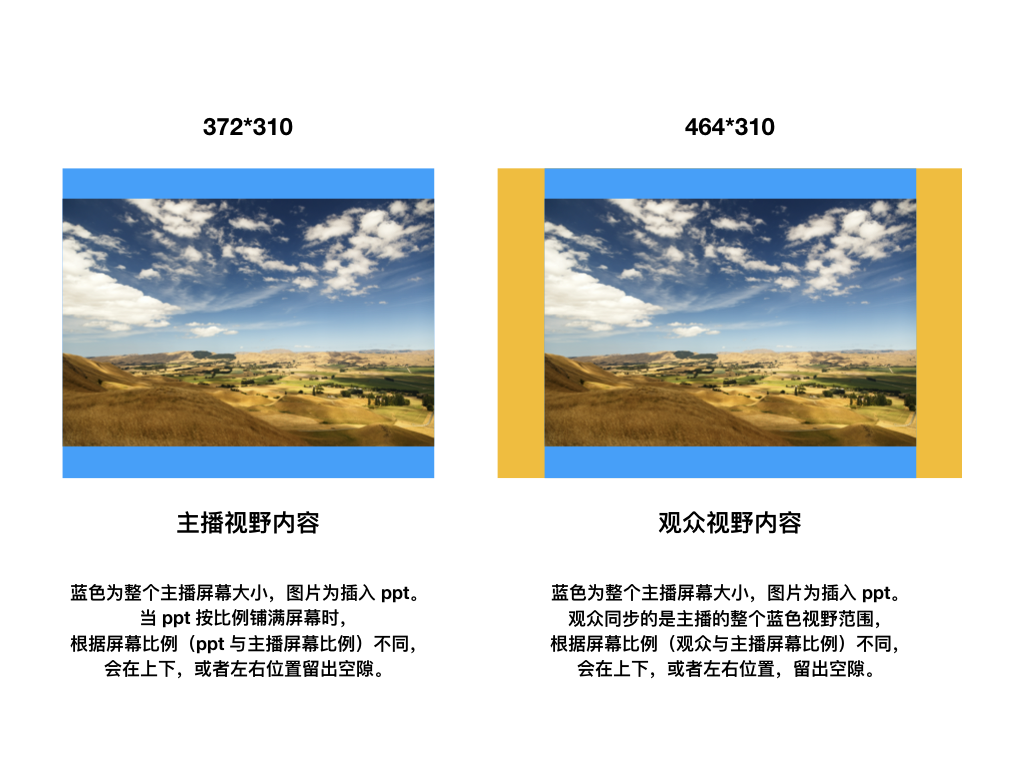 372*310
464*310
主播视野内容
观众视野内容
蓝色为整个主播屏幕大小，图片为插入 ppt。
当 ppt 按比例铺满屏幕时，
根据屏幕比例（ppt 与主播屏幕比例）不同，
会在上下，或者左右位置留出空隙。
蓝色为整个主播屏幕大小，图片为插入 ppt。
观众同步的是主播的整个蓝色视野范围，
根据屏幕比例（观众与主播屏幕比例）不同，
会在上下，或者左右位置，留出空隙。